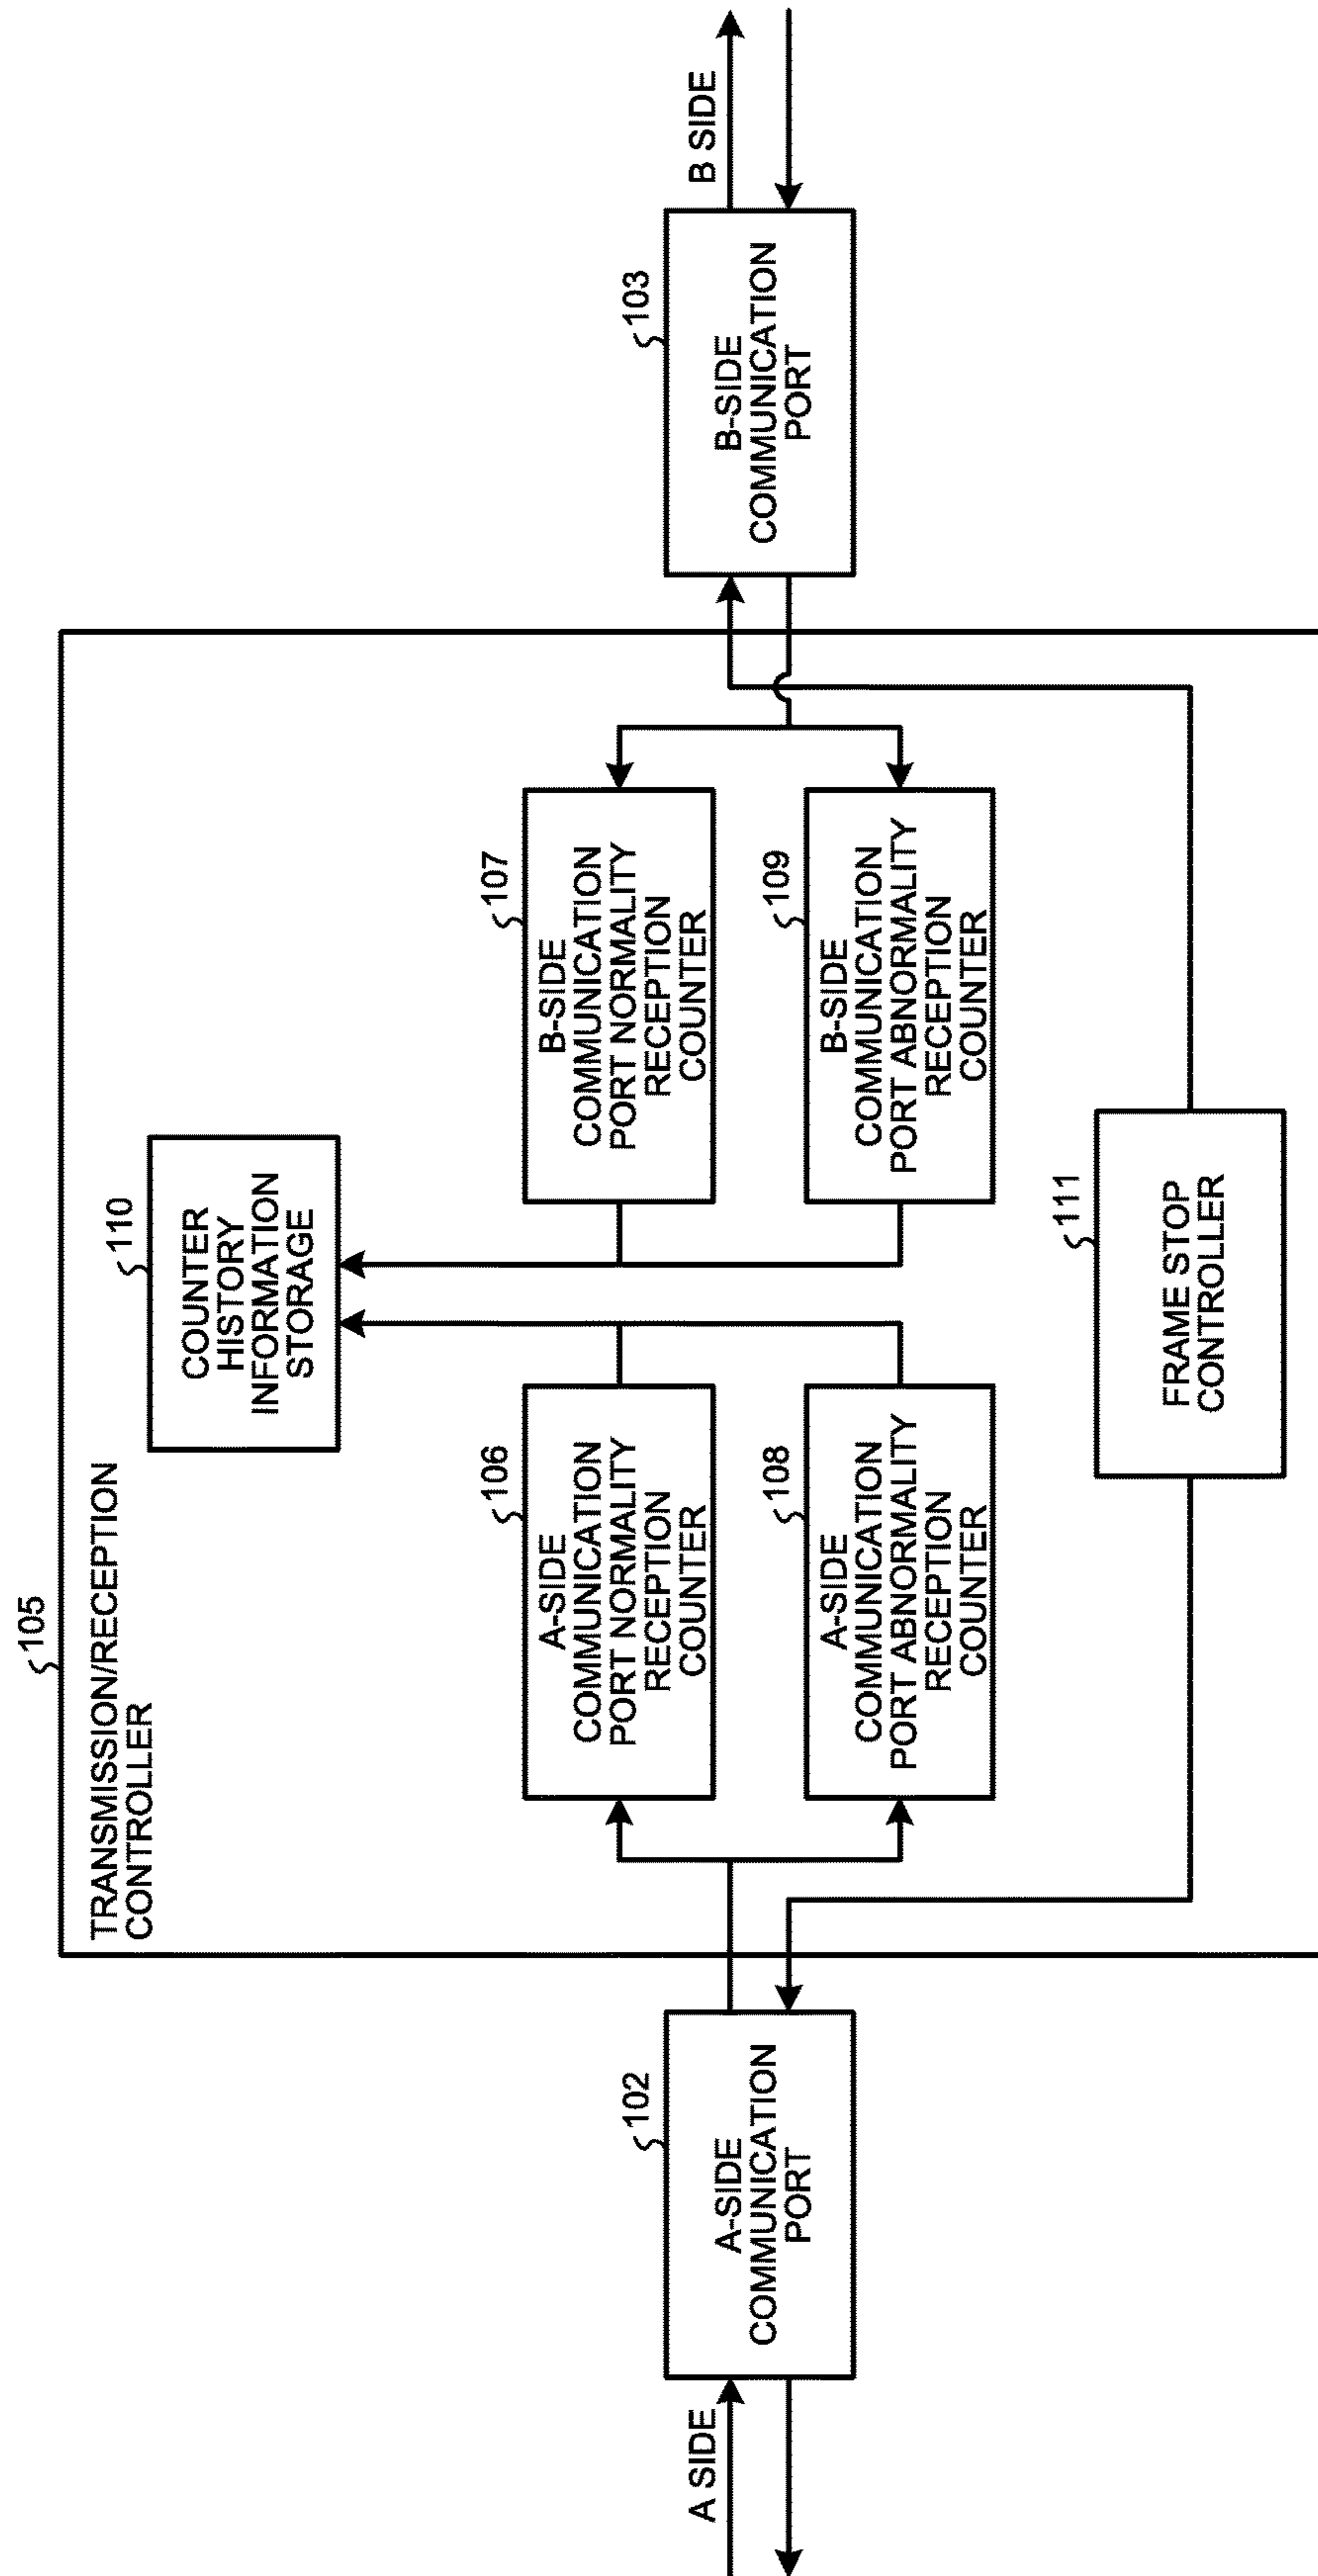 105
TRANSMISSION/RECEPTION
CONTROLLER
110
COUNTER
HISTORY
INFORMATION
STORAGE
A SIDE
102
A-SIDE
COMMUNICATION
PORT
106
A-SIDE
COMMUNICATION
PORT NORMALITY
RECEPTION
COUNTER
107
B-SIDE
COMMUNICATION
PORT NORMALITY
RECEPTION
COUNTER
103
B-SIDE
COMMUNICATION
PORT
B SIDE
108
A-SIDE
COMMUNICATION
PORT ABNORMALITY
RECEPTION
COUNTER
109
B-SIDE
COMMUNICATION
PORT ABNORMALITY
RECEPTION
COUNTER
111
FRAME STOP
CONTROLLER